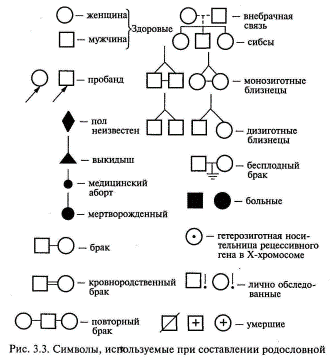 женщина
мужчина
Здоровые
внебрачная
связь
сибсы
пробанд
монозиготные
близнецы
пол
неизвестен
дизиготные
близнецы
выкидыш
бесплодный
брак
медицинский
аборт
больные
мертворожденный
гетерозиготная носи-
тельница рецессивного
гена в Х-хромосоме
брак
кровнородственный
брак
лично обследо-
ванные
повторный
брак
умершие
Рис. 3.3. Символы, используемые при составлении родословной